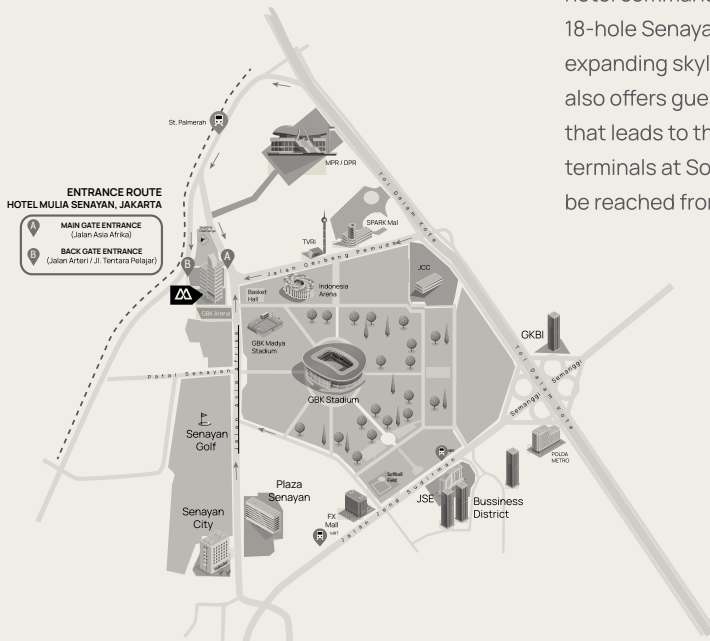 hotel comman
18-hole Senaya
expanding skyl
also offers gue
that leads to th
terminals at So
be reached fror
St. Palmerah
MPR / DPR
ENTRANCE ROUTE
HOTEL MULIA SENAYAN, JAKARTA
A
MAIN GATE ENTRANCE
(Jalan Asia Afrika)
B
BACK GATE ENTRANCE
(Jalan Arteri / Jl. Tentara Pelajar)
Tol Dalam Kota
SPARK Mal
TVRI
Jalan Gerbang Pemuda
A
B
JCC
Basket
Hall
Indonesia
Arena
GBK Arena
GBK Madya
Stadium
GKBI
Patal Senayan
GBK Stadium
Tol Dalam Kota
Semanggi
Semanggi
Senayan
Golf
POLDA
METRO
Softball
Field
Plaza
Senayan
JSE
Bussiness
District
Senayan
City
FX
Mall
MRT
Jalan Jend Sudirman